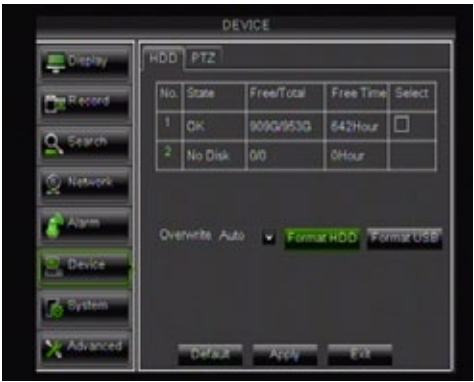 DEVICE
Display
Record
Search
Network
Alarm
Device
System
Advanced
HDD PTZ
No. State Free/Total Free Time Select
1 OK 909G/953G 642Hour
2 No Disk 0/0 0Hour
Overwrite Auto Format HDD Format USB
Default Apply Exit